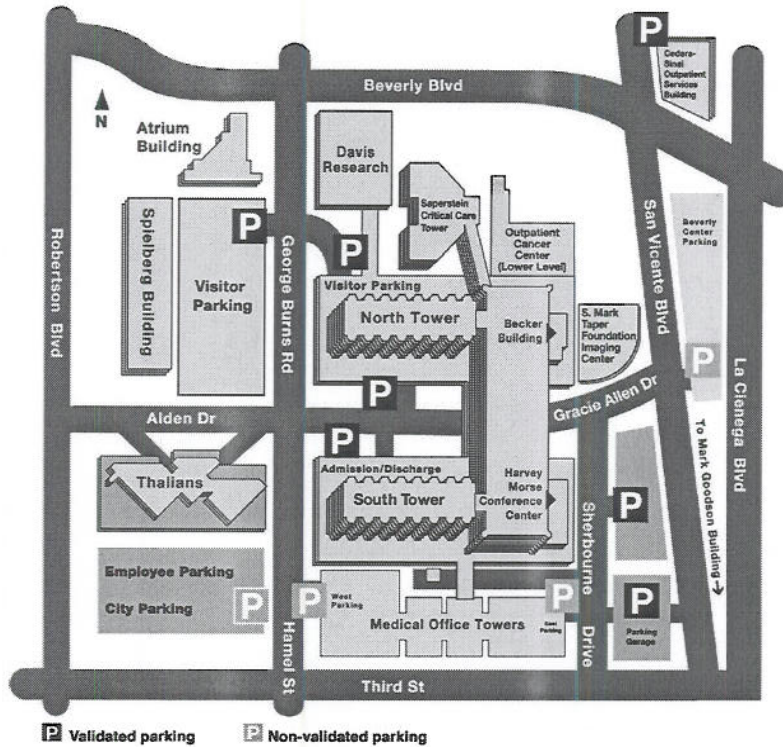 P
Cedars-
Sinai
Outpatient
Services
Building
Beverly Blvd
N
Atrium
Building
Davis
Research
Saperstein
Critical Care
Tower
Outpatient
Cancer
Center
(Lower Level)
Beverly
Center
Parking
San Vicente Blvd
Robertson Blvd
Spielberg Building
Visitor
Parking
P
George Burns Rd
P
Visitor Parking
North Tower
Becker
Building
S. Mark
Taper
Foundation
Imaging
Center
P
La Cienega Blvd
Alden Dr
P
Gracie Allen Dr
P
To Mark Goodson Building
Thalians
Admission/Discharge
South Tower
Harvey
Morse
Conference
Center
Sherbourne Drive
P
Employee Parking
City Parking
P
P
West
Parking
Medical Office Towers
P
East
Parking
P
Parking
Garage
Hamel St
Third St
P Validated parking
P Non-validated parking